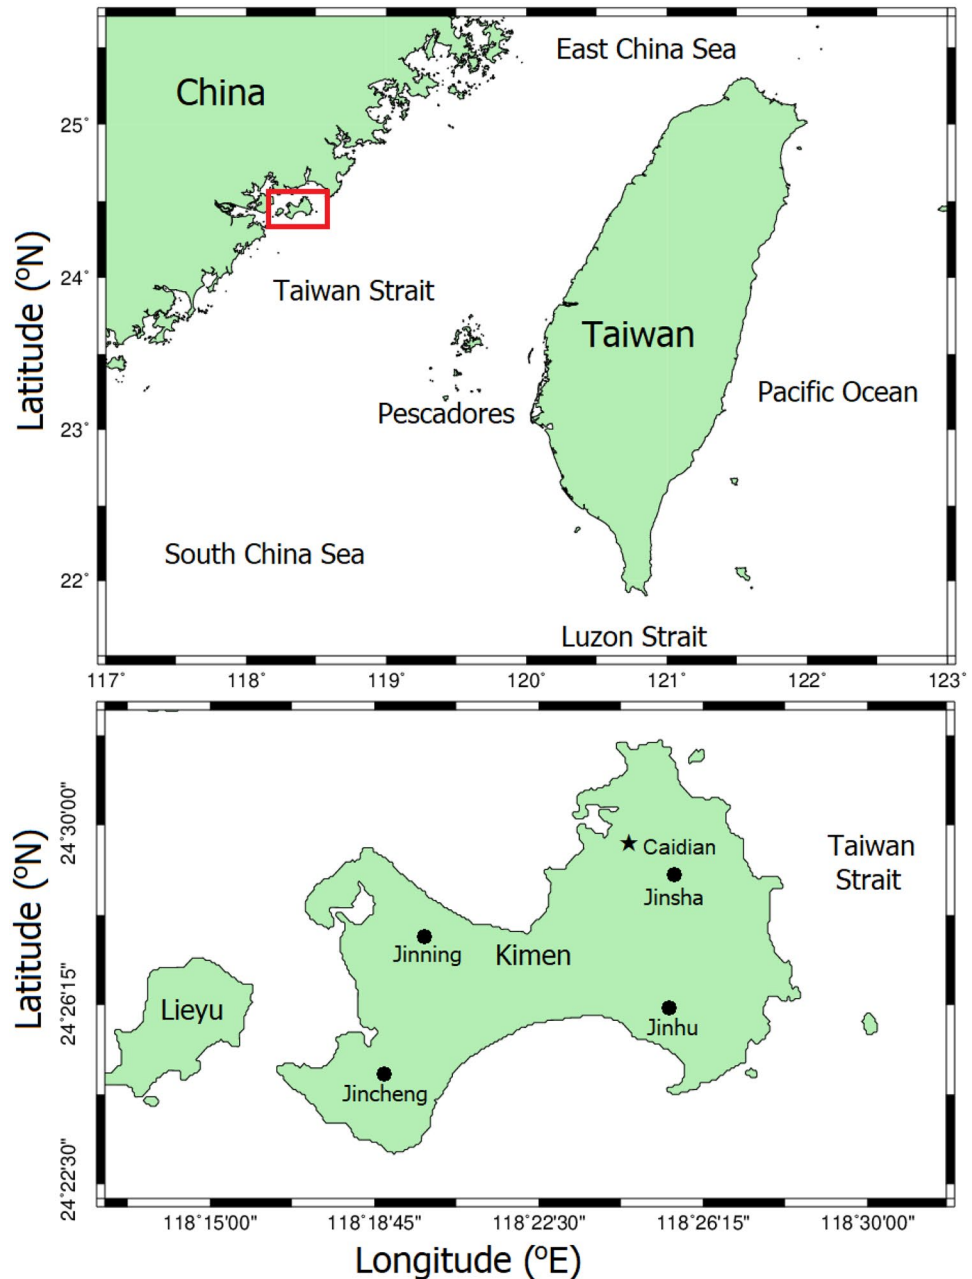 East China Sea
China
25°
24°
Taiwan Strait
Taiwan
Pacific Ocean
Pescadores
23°
South China Sea
22°
Luzon Strait
Latitude (°N)
117°
118°
119°
120°
121°
122°
123°
24°30'00"
Caidian
Taiwan
Strait
Jinsha
Jinning
Kimen
24°26'15"
Lieyu
Jinhu
Jincheng
24°22'30"
Latitude (°N)
118°15'00"
118°18'45"
118°22'30"
118°26'15"
118°30'00"
Longitude (°E)